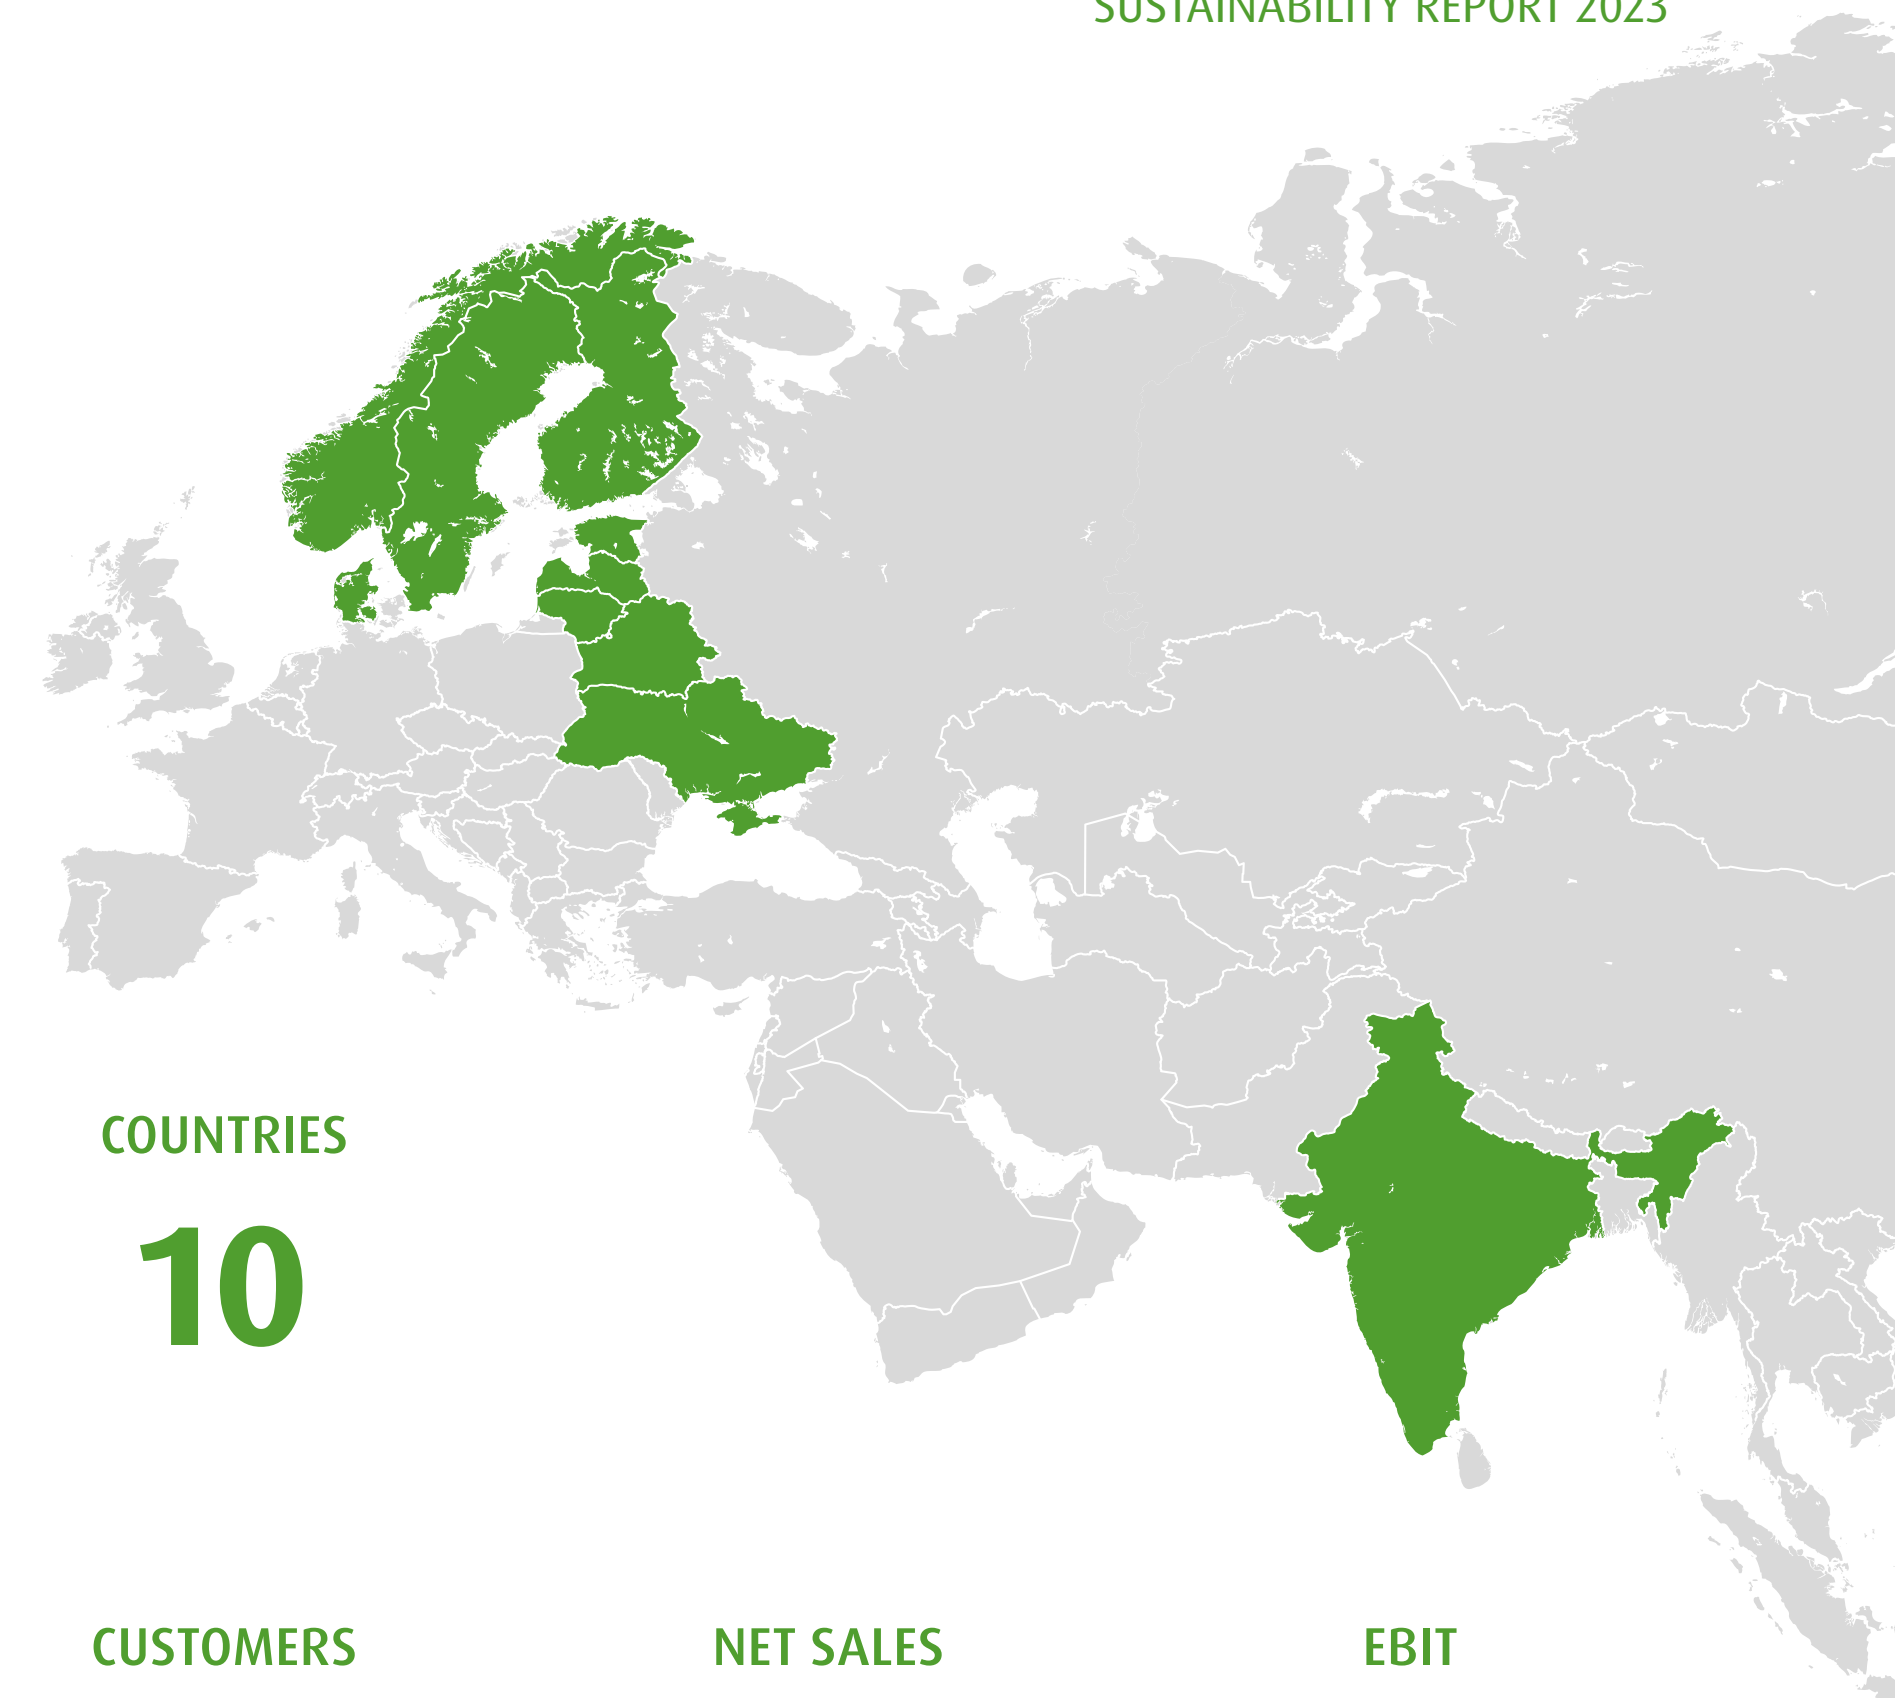 SUSTAINABILITY REPORT 2023
COUNTRIES
10
CUSTOMERS
NET SALES
EBIT